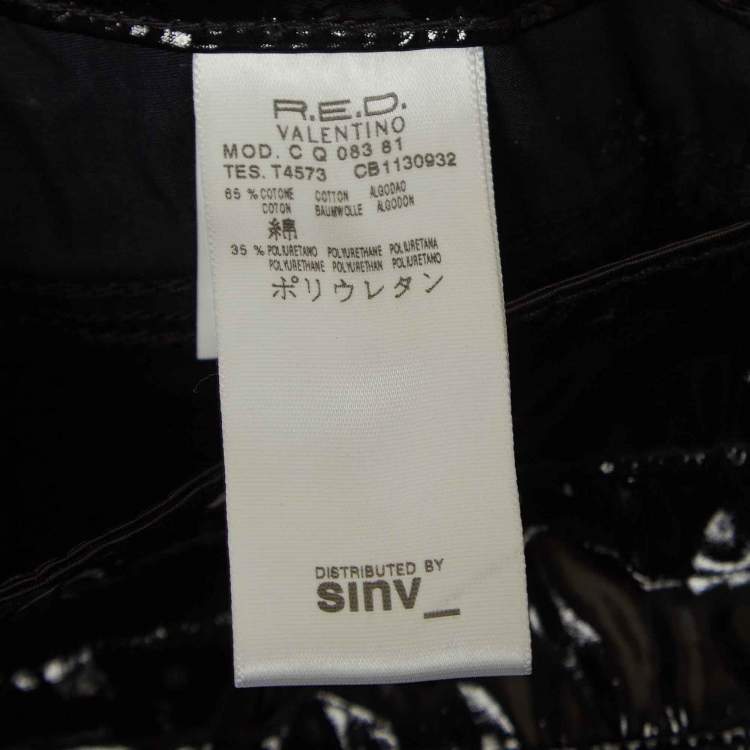 R.E.D.
VALENTINO
MOD. C Q 083 81
TES. T4573 CB1130932
65 % COTONE COTTON ALGODAO
COTON BAUMWOLLE ALGODON
綿
35 % POLIURETANO POLYURETHANE POLIURETANA
POLYURETHANE POLYURETHAN POLIURETANO
ポリウレタン
DISTRIBUTED BY
sinv_